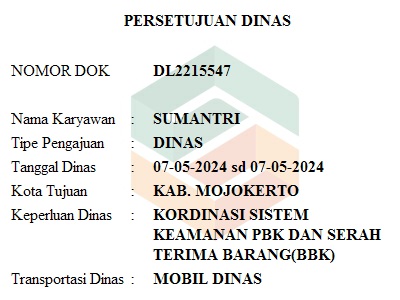 PERSETUJUAN DINAS
NOMOR DOK DL2215547
Nama Karyawan : SUMANTRI
Tipe Pengajuan : DINAS
Tanggal Dinas : 07-05-2024 sd 07-05-2024
Kota Tujuan : KAB. MOJOKERTO
Keperluan Dinas : KORDINASI SISTEM
KEAMANAN PBK DAN SERAH
TERIMA BARANG(BBK)
Transportasi Dinas : MOBIL DINAS